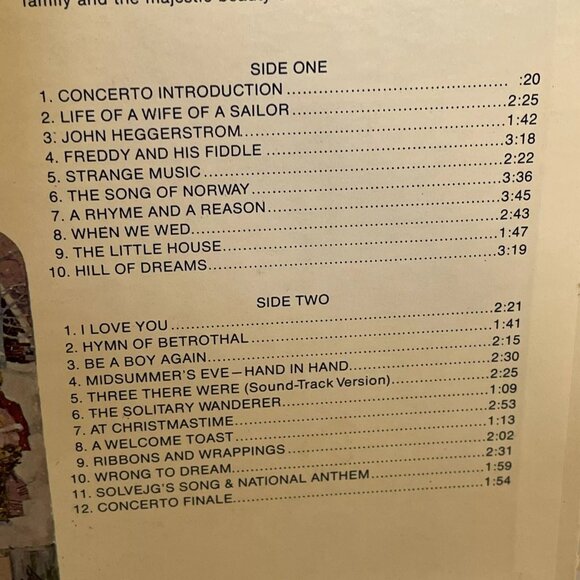 family and the majestic beauty
SIDE ONE
1. CONCERTO INTRODUCTION :20
2. LIFE OF A WIFE OF A SAILOR 2:25
3. JOHN HEGGERSTROM 1:42
4. FREDDY AND HIS FIDDLE 3:18
5. STRANGE MUSIC 2:22
6. THE SONG OF NORWAY 3:36
7. A RHYME AND A REASON 3:45
8. WHEN WE WED 2:43
9. THE LITTLE HOUSE 1:47
10. HILL OF DREAMS 3:19
SIDE TWO
1. I LOVE YOU 2:21
2. HYMN OF BETROTHAL 1:41
3. BE A BOY AGAIN 2:15
4. MIDSUMMER'S EVE—HAND IN HAND 2:30
5. THREE THERE WERE (Sound-Track Version) 2:25
6. THE SOLITARY WANDERER 1:09
7. AT CHRISTMASTIME 2:53
8. A WELCOME TOAST 1:13
9. RIBBONS AND WRAPPINGS 2:02
10. WRONG TO DREAM 2:31
11. SOLVEJG'S SONG & NATIONAL ANTHEM 1:59
12. CONCERTO FINALE 1:54